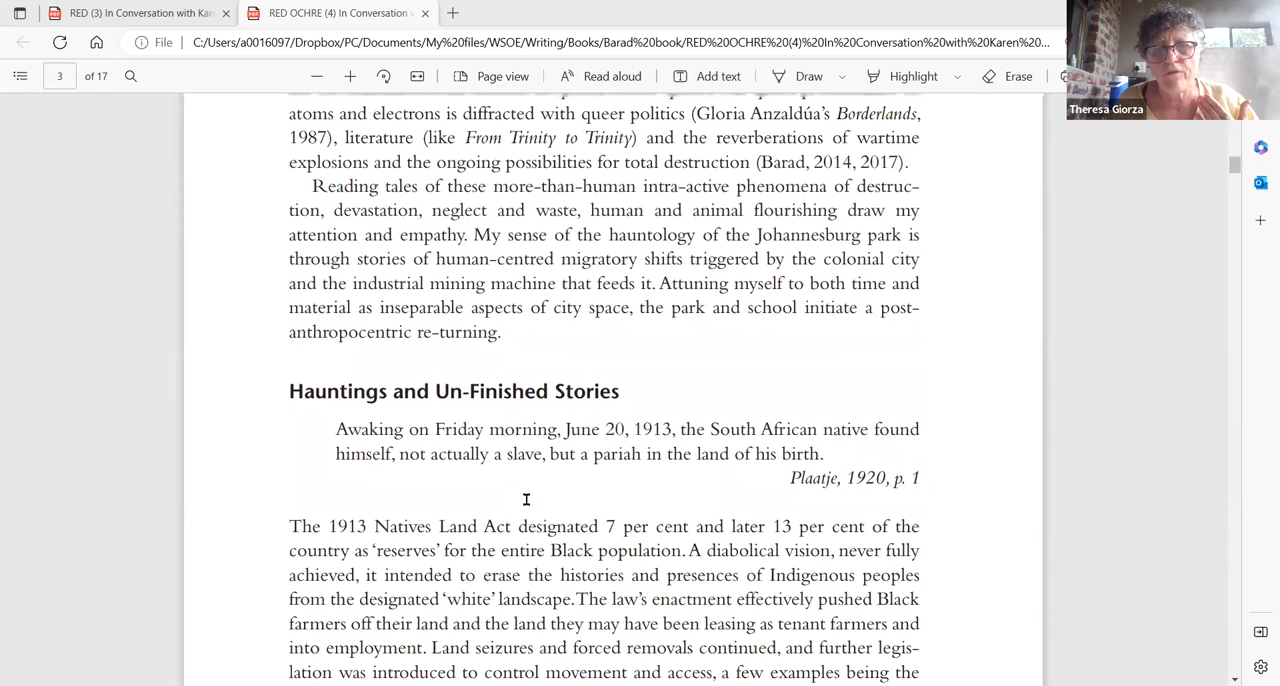 RED (3) In Conversation with Kar
RED OCHRE (4) In Conversation
File
C:/Users/a0016097/Dropbox/PC/Documents/My%20files/WSOE/Writing/Books/Barad%20book/RED%20OCHRE%20(4)%20In%20Conversation%20with%20Karen%20...
3 of 17
Page view
Read aloud
Add text
Draw
Highlight
Erase
Theresa Giorza
atoms and elections is diffracted with queer politics (Gloria Anzaldúa's Borderlands,
1987), literature (like From Trinity to Trinity) and the reverberations of wartime
explosions and the ongoing possibilities for total destruction (Barad, 2014, 2017).
Reading tales of these more-than-human intra-active phenomena of destruc-
tion, devastation, neglect and waste, human and animal flourishing draw my
attention and empathy. My sense of the hauntology of the Johannesburg park is
through stories of human-centred migratory shifts triggered by the colonial city
and the industrial mining machine that feeds it. Attuning myself to both time and
material as inseparable aspects of city space, the park and school initiate a post-
anthropocentric re-turning.
Hauntings and Un-Finished Stories
Awaking on Friday morning, June 20, 1913, the South African native found
himself, not actually a slave, but a pariah in the land of his birth.
Plaatje, 1920, p. 1
The 1913 Natives Land Act designated 7 per cent and later 13 per cent of the
country as 'reserves' for the entire Black population. A diabolical vision, never fully
achieved, it intended to erase the histories and presences of Indigenous peoples
from the designated 'white' landscape. The law's enactment effectively pushed Black
farmers off their land and the land they may have been leasing as tenant farmers and
into employment. Land seizures and forced removals continued, and further legis-
lation was introduced to control movement and access, a few examples being the